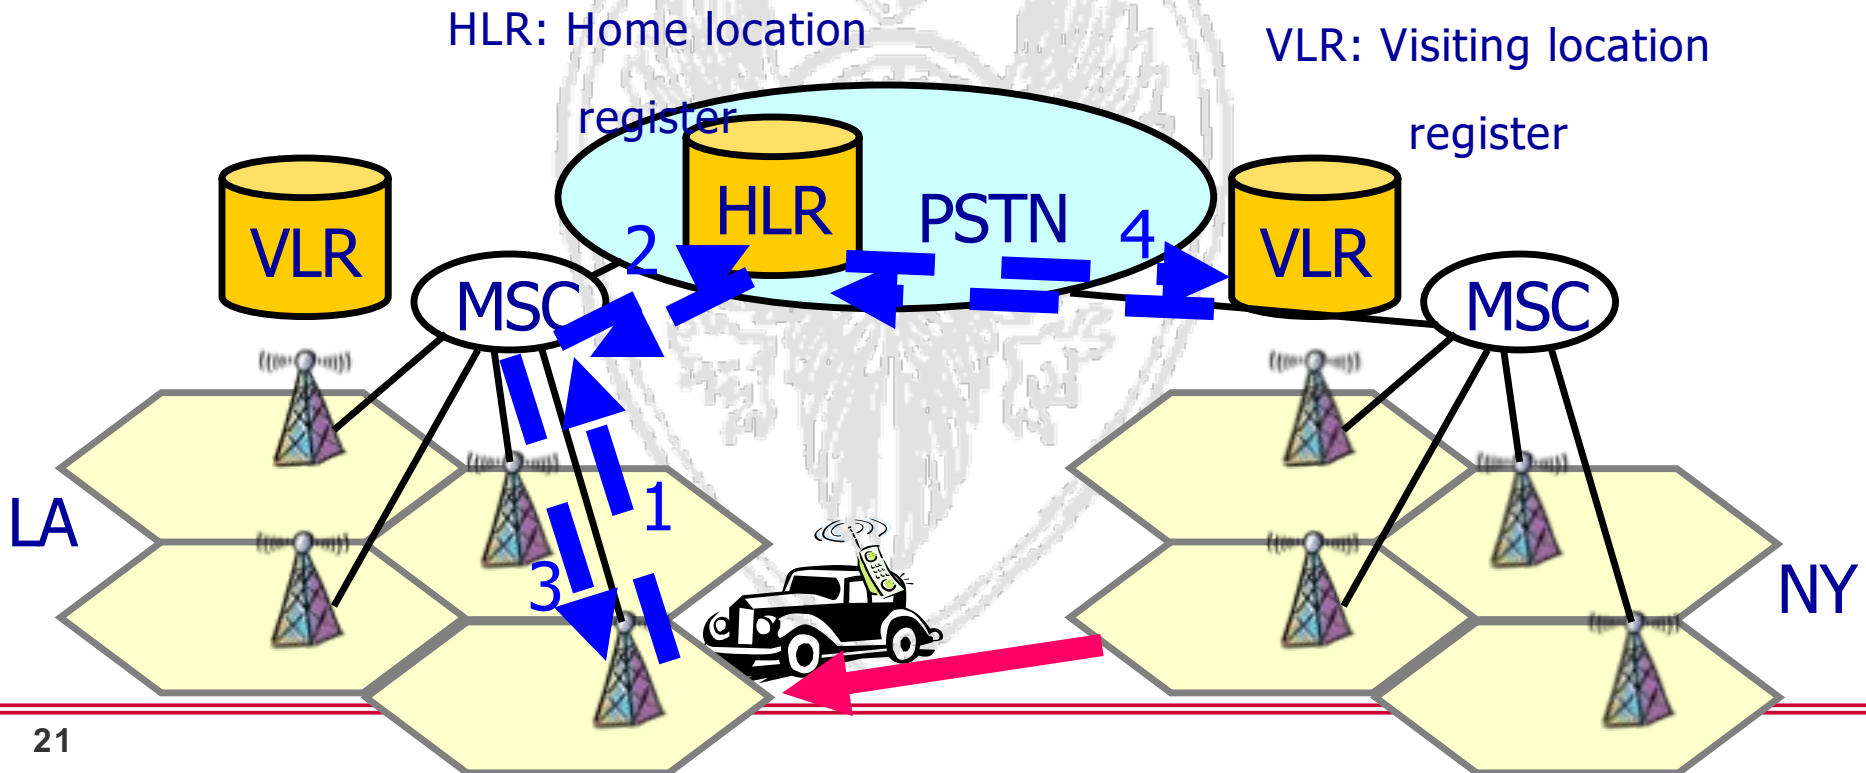 HLR: Home location
register
VLR: Visiting location
register
VLR
HLR
PSTN
4
VLR
2
MSC
MSC
1
3
LA
NY
21